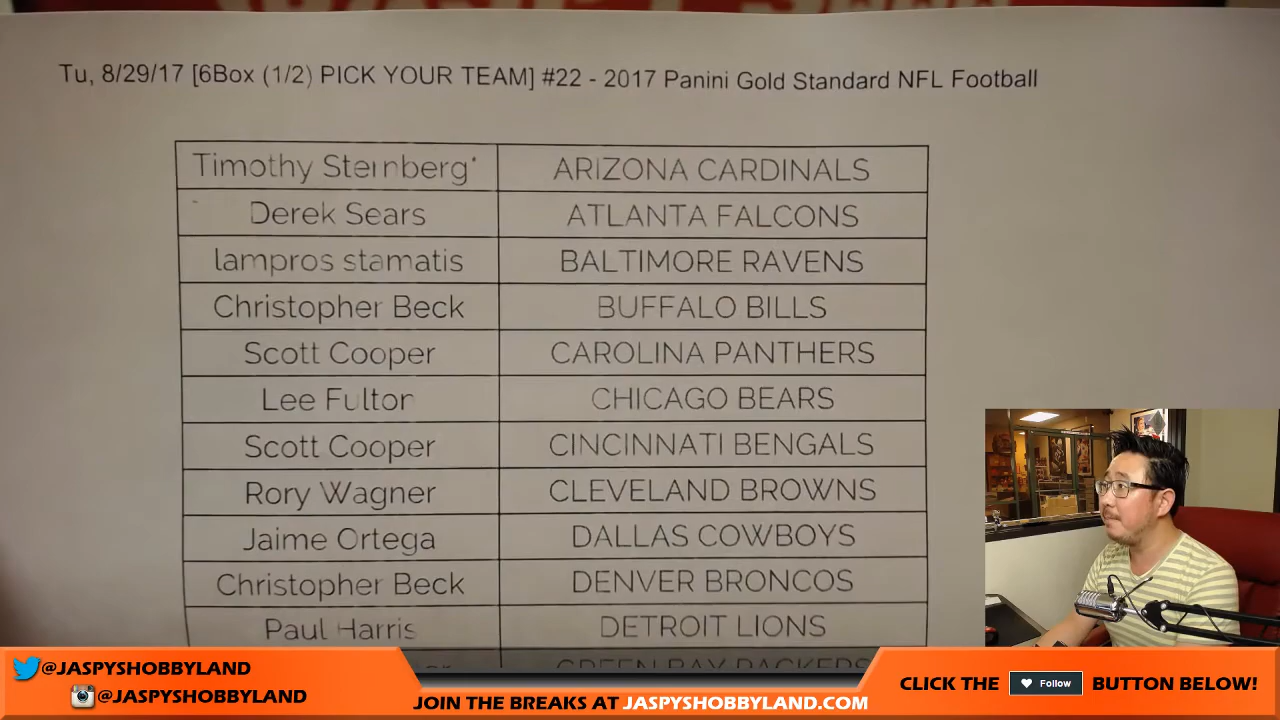 Tu, 8/29/17 [6Box (1/2) PICK YOUR TEAM] #22 - 2017 Panini Gold Standard NFL Football
Timothy Sternberg* ARIZONA CARDINALS
Derek Sears ATLANTA FALCONS
lampros stamatis BALTIMORE RAVENS
Christopher Beck BUFFALO BILLS
Scott Cooper CAROLINA PANTHERS
Lee Fulton CHICAGO BEARS
Scott Cooper CINCINNATI BENGALS
Rory Wagner CLEVELAND BROWNS
Jaime Ortega DALLAS COWBOYS
Christopher Beck DENVER BRONCOS
Paul Harris DETROIT LIONS
GREEN BAY PACKERS
@JASPYSHOBBYLAND
@JASPYSHOBBYLAND
JOIN THE BREAKS AT JASPYSHOBBYLAND.COM
CLICK THE Follow BUTTON BELOW!